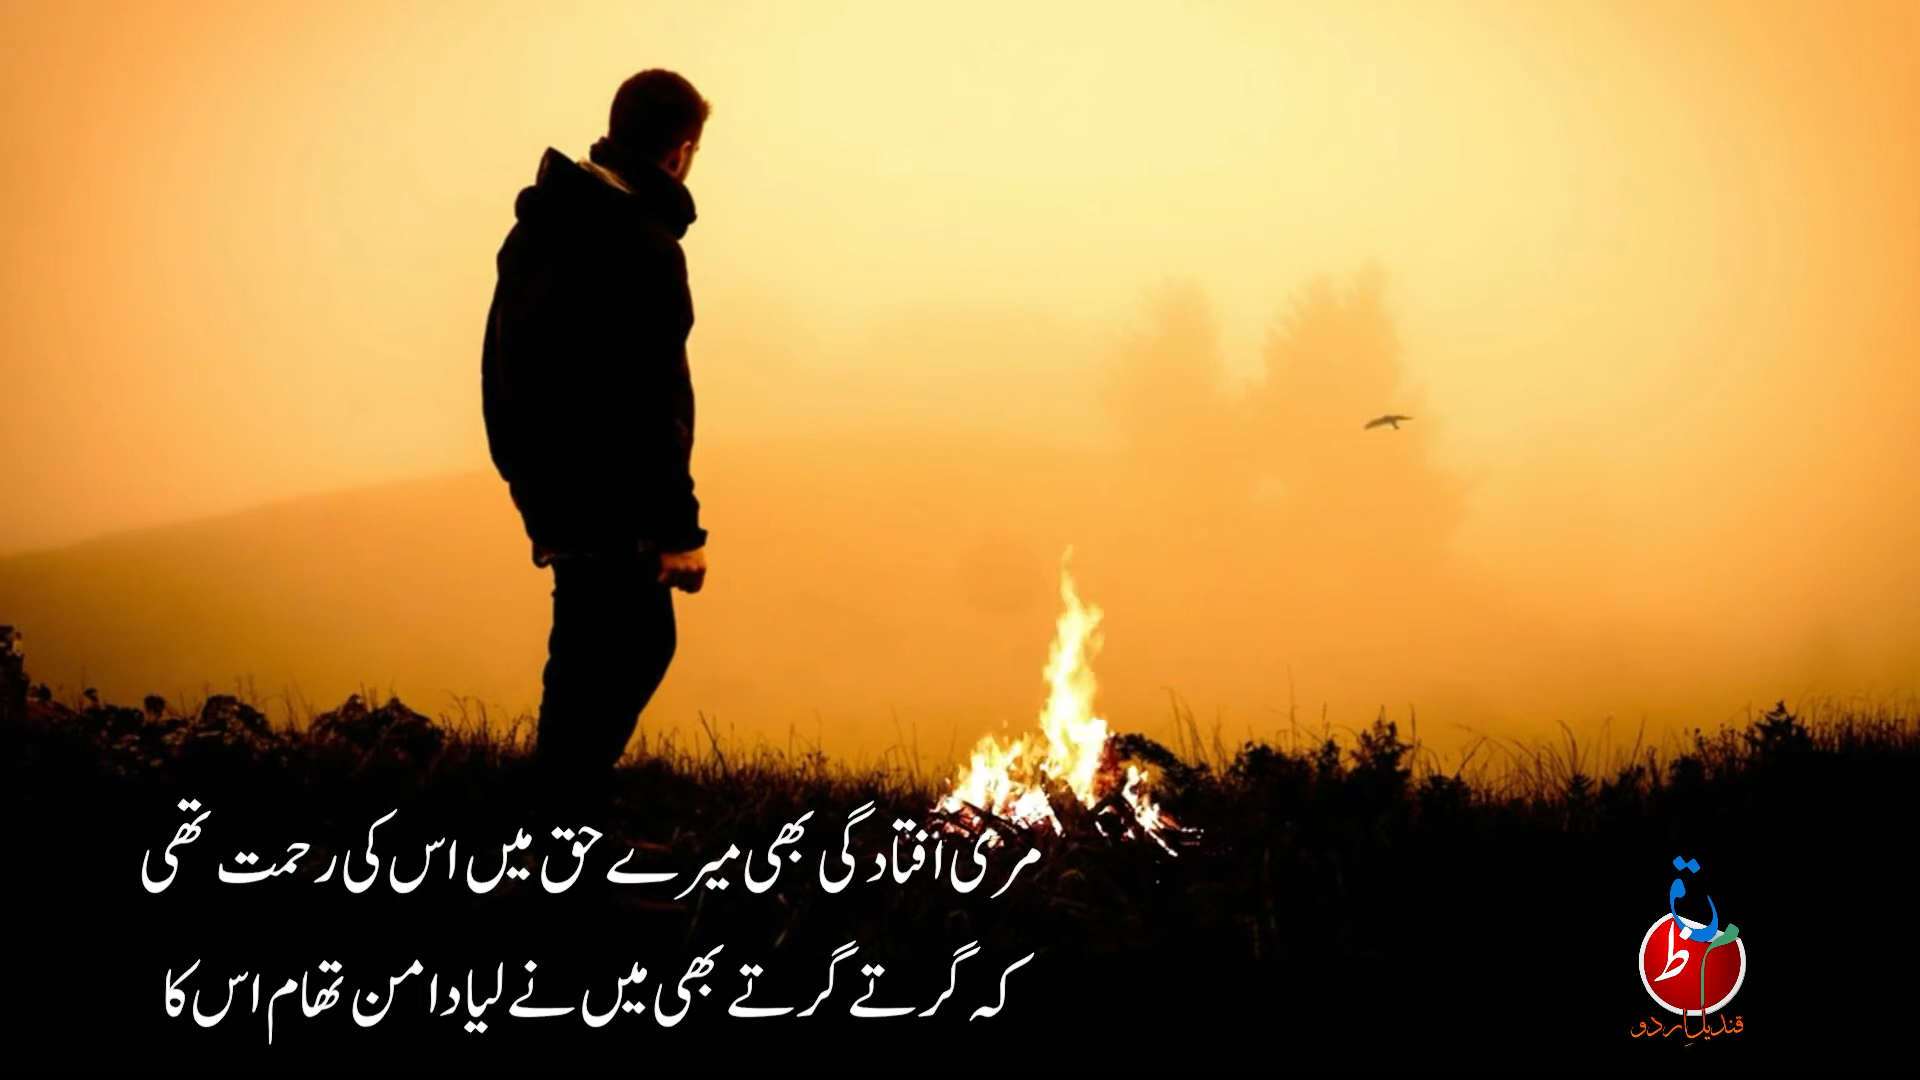 مری افتادگی بھی میرے حق میں اس کی رحمت تھی
کہ گرتے گرتے بھی میں نے لیا دامن تھام اس کا
قندیلِ اردو